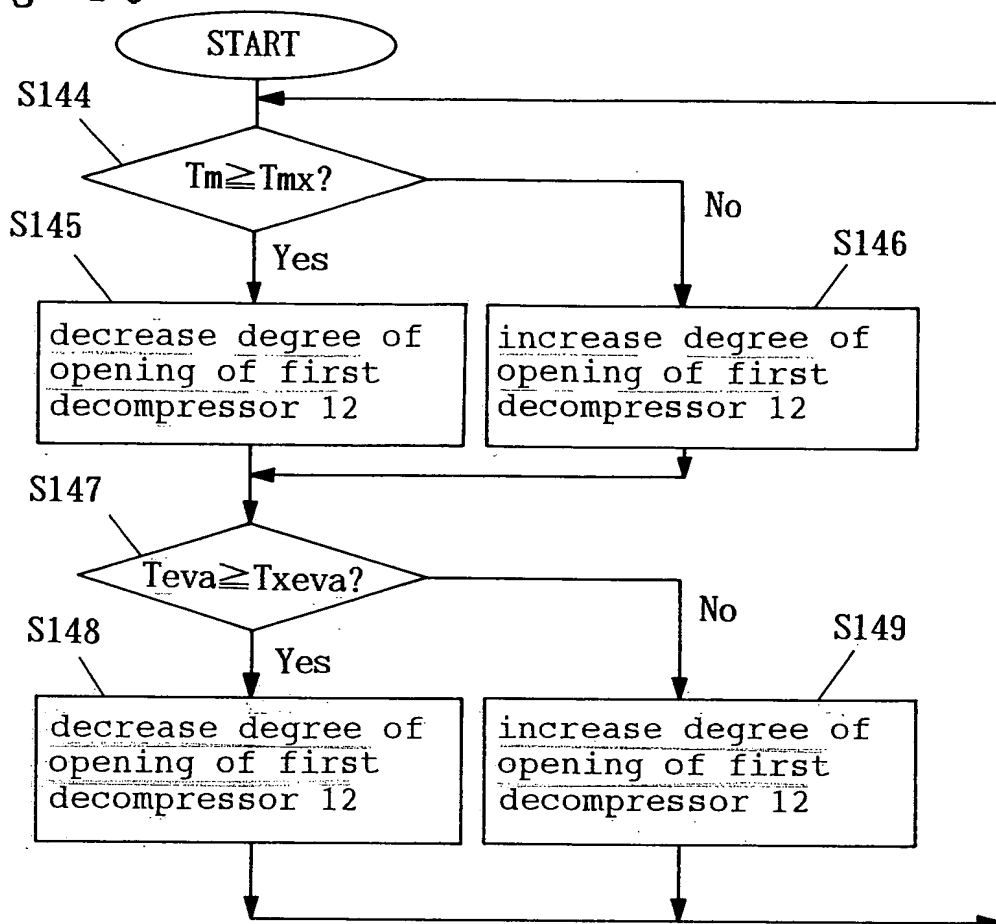 START
S144
Tm≧Tmx?
No
S145
Yes
S146
decrease degree of
opening of first
decompressor 12
increase degree of
opening of first
decompressor 12
S147
Teva≧Txeva?
No
S148
Yes
S149
decrease degree of
opening of first
decompressor 12
increase degree of
opening of first
decompressor 12